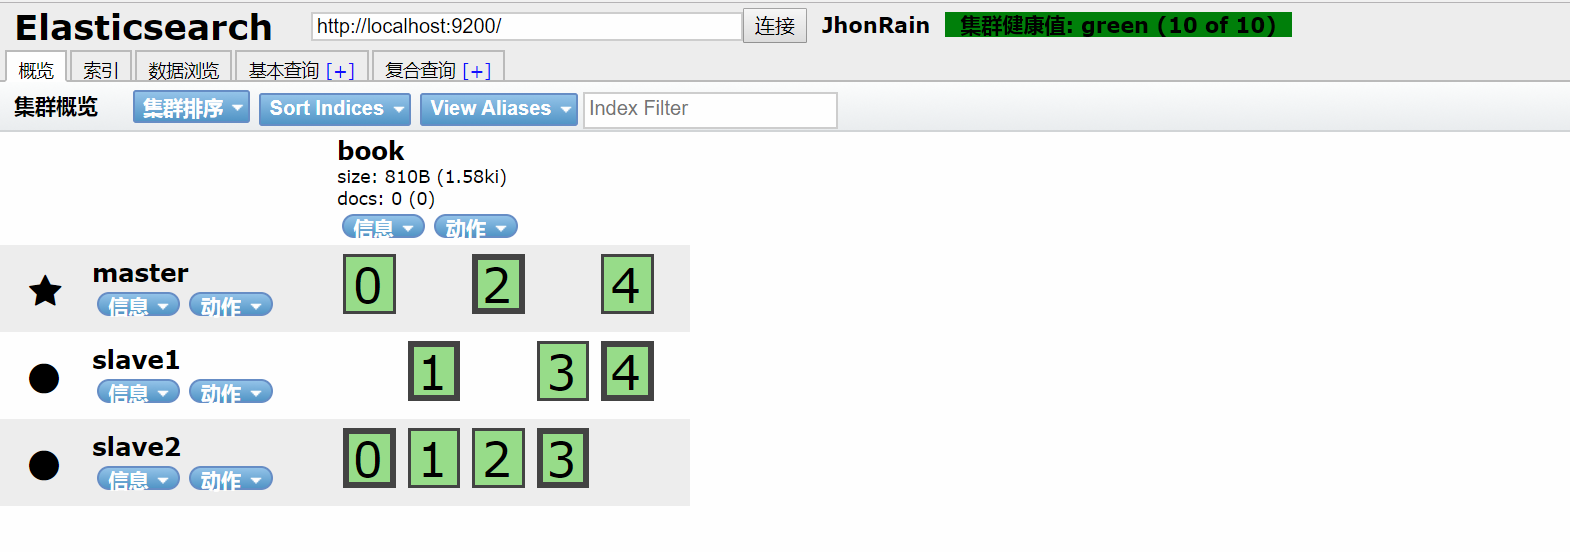 Elasticsearch http://localhost:9200/ 连接 JhonRain 集群健康值: green (10 of 10)
概览 索引 数据浏览 基本查询 [+] 复合查询 [+]
集群概览 集群排序 Sort Indices View Aliases Index Filter
book
size: 810B (1.58ki)
docs: 0 (0)
信息 动作
master
信息 动作
0 2 4
slave1
信息 动作
1 3 4
slave2
信息 动作
0 1 2 3